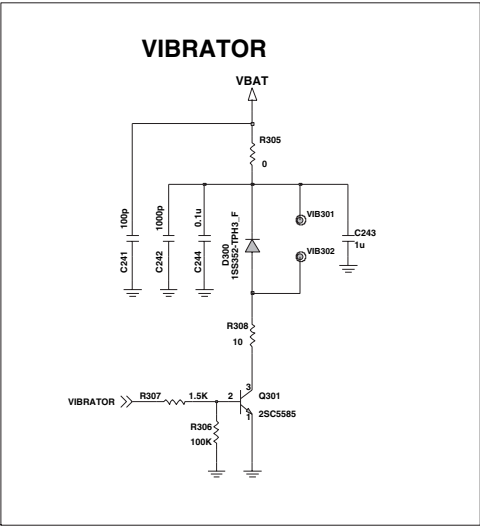 VIBRATOR
VBAT
R305
0
100p
C241
1000p
C242
0.1u
C244
D300
1SS352-TPH3_F
VIB301
VIB302
C243
1u
R308
10
3
Q301
2
1
2SC5585
VIBRATOR
R307
1.5K
R306
100K